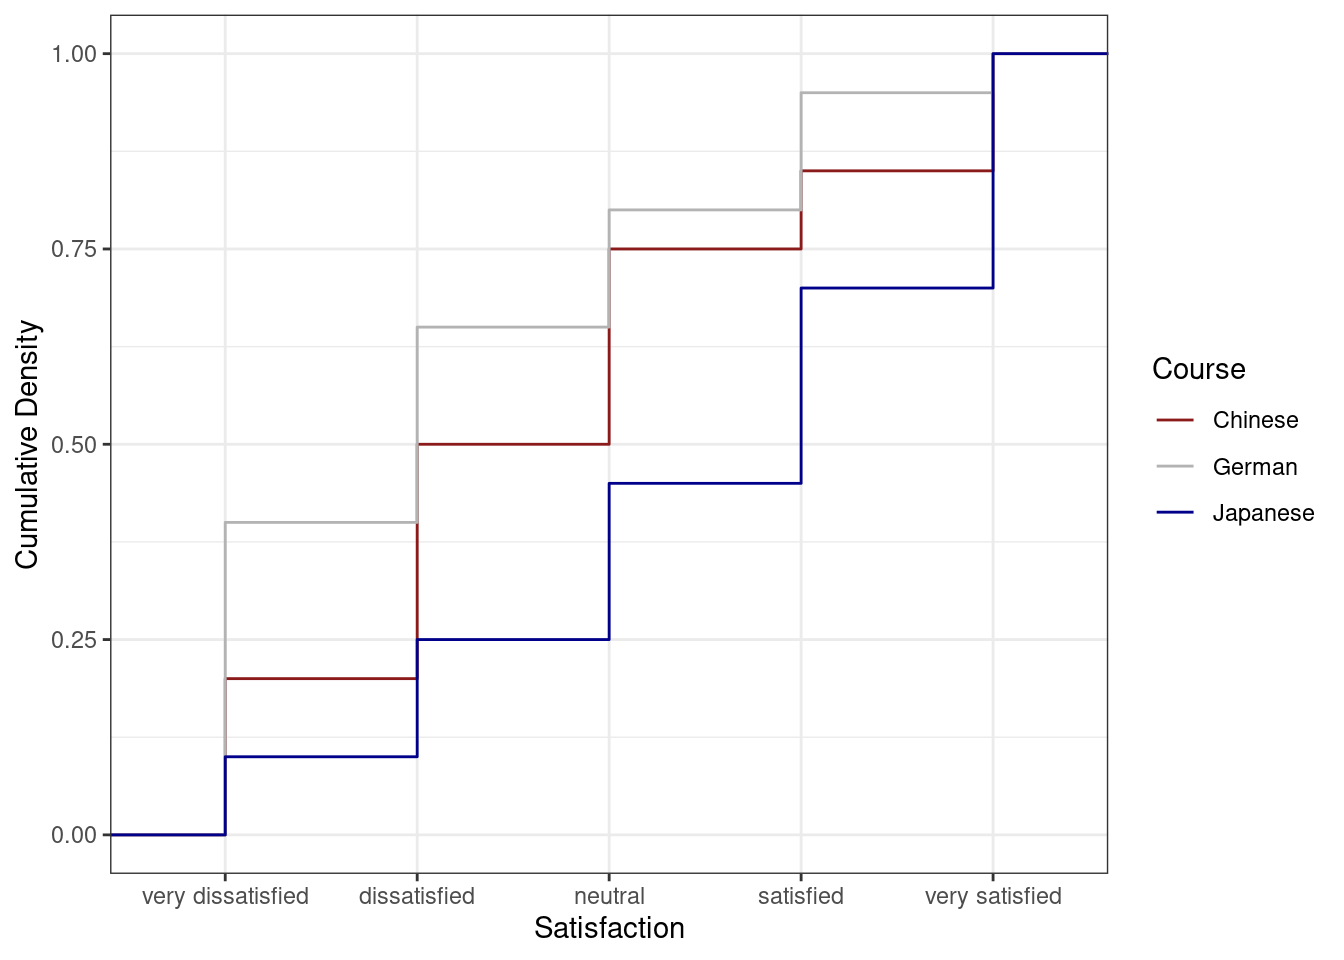 1.00
0.75
0.50
0.25
0.00
Cumulative Density
very dissatisfied
dissatisfied
neutral
satisfied
very satisfied
Satisfaction
Course
Chinese
German
Japanese